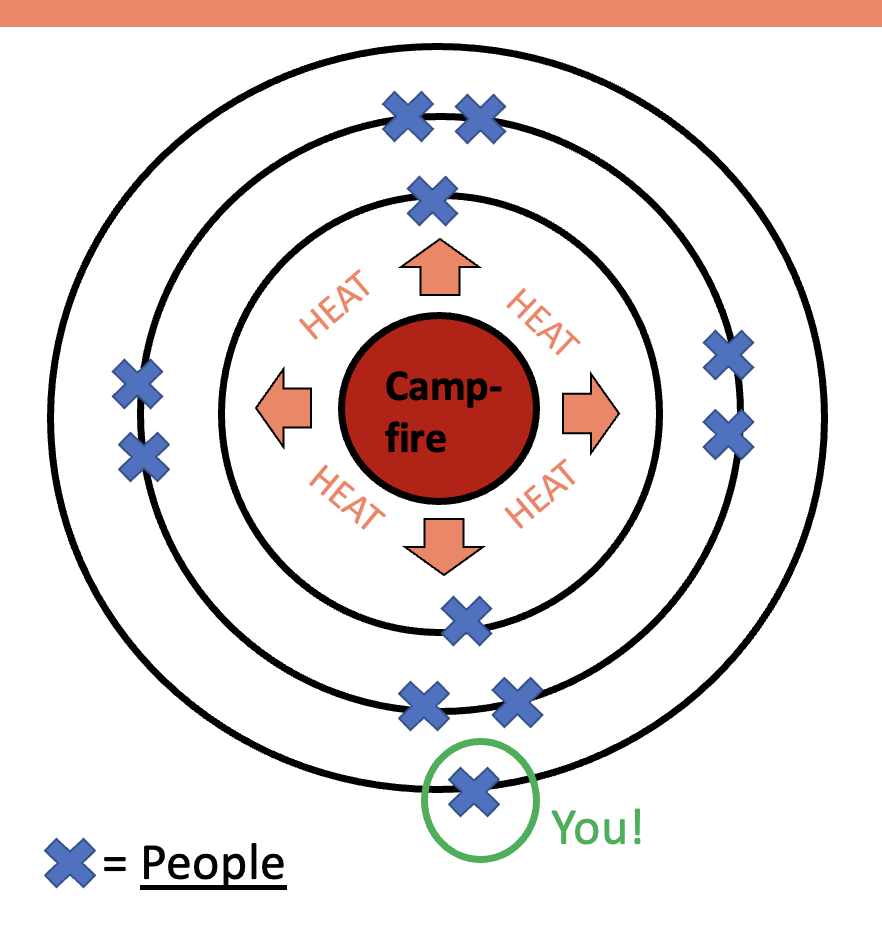 HEAT
HEAT
Camp-
fire
HEAT
HEAT
You!
= People